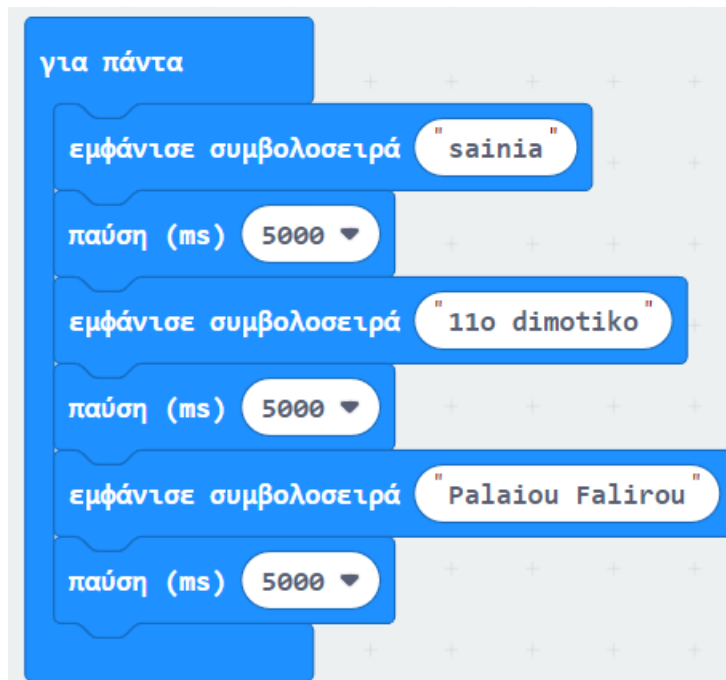 για πάντα
εμφάνισε συμβολοσειρά "sainia"
παύση (ms) 5000
εμφάνισε συμβολοσειρά "11o dimotiko"
παύση (ms) 5000
εμφάνισε συμβολοσειρά "Palaiou Falirou"
παύση (ms) 5000